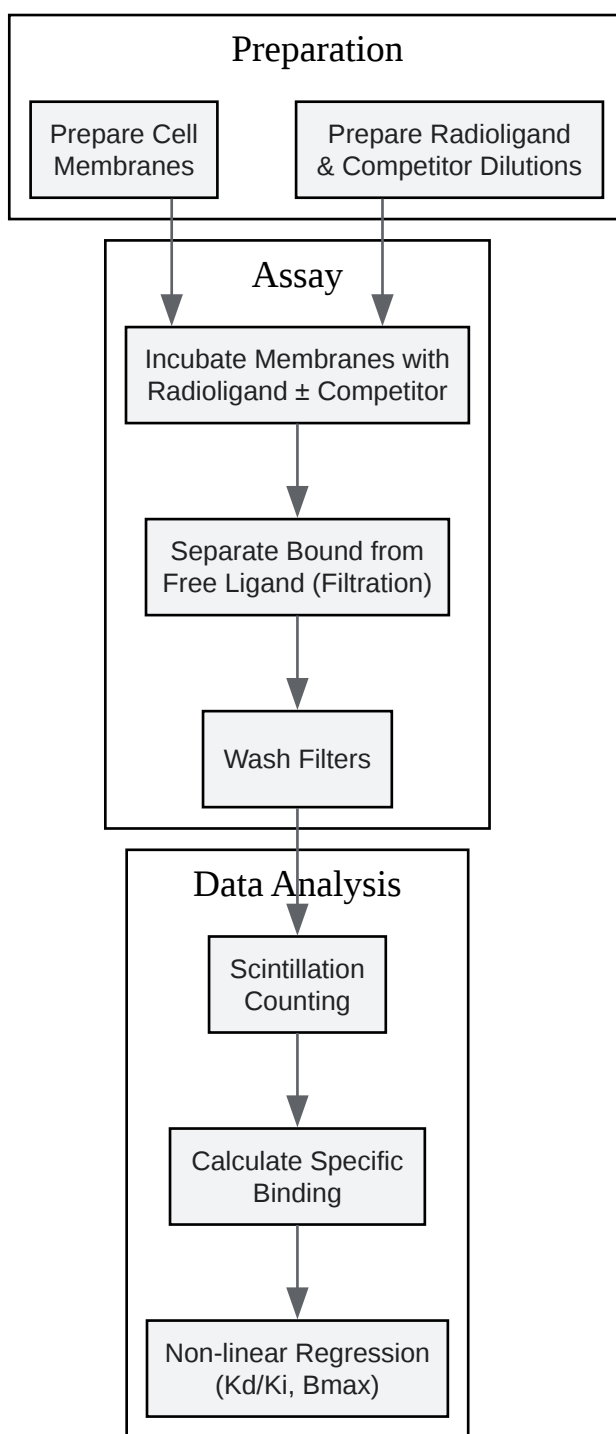 Preparation
Prepare Cell
Membranes
Prepare Radioligand
& Competitor Dilutions
Assay
Incubate Membranes with
Radioligand ± Competitor
Separate Bound from
Free Ligand (Filtration)
Wash Filters
Data Analysis
Scintillation
Counting
Calculate Specific
Binding
Non-linear Regression
(Kd/Ki, Bmax)